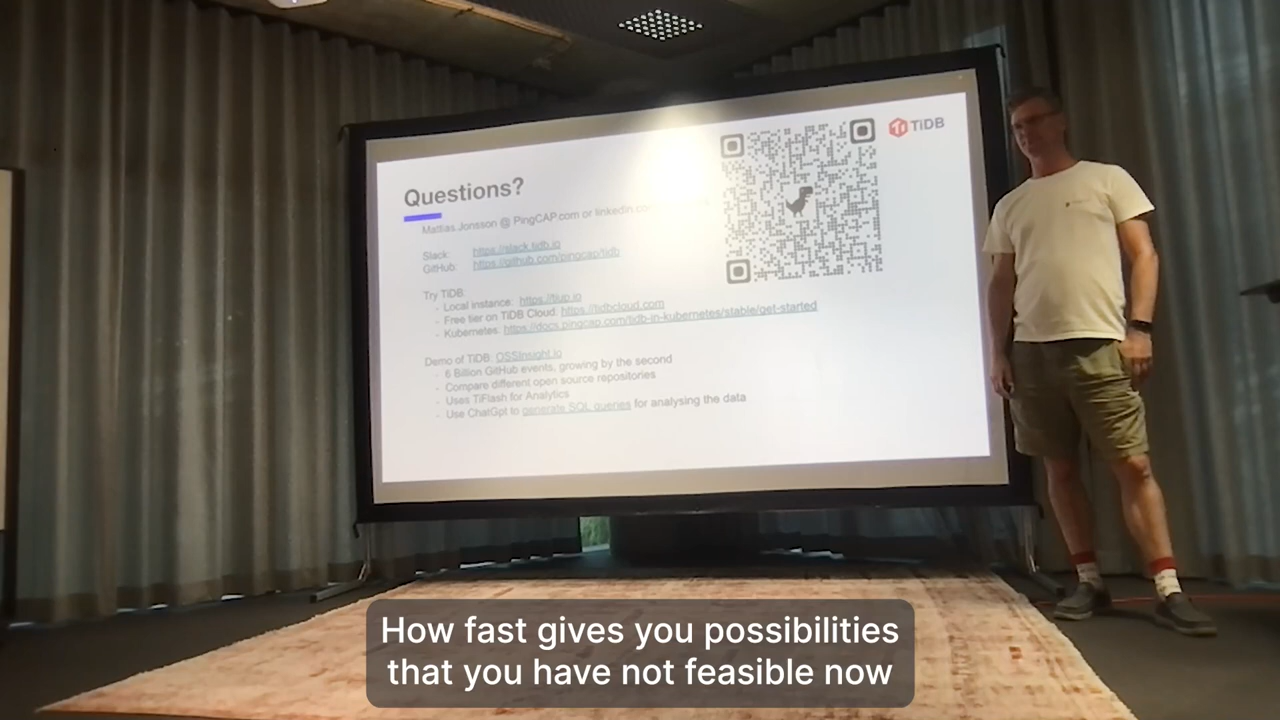 TiDB
Questions?
Mattias.Jonsson @ PingCAP.com or linkedin.com
Slack: https://slack.tidb.io
GitHub: https://github.com/pingcap/tidb
Try TiDB:
- Local instance: https://tiup.io
- Free tier on TiDB Cloud: https://tidbcloud.com
- Kubernetes: https://docs.pingcap.com/tidb-in-kubernetes/stable/get-started
Demo of TiDB: OSSInsight.io
- 6 Billion GitHub events, growing by the second
- Compare different open source repositories
- Uses TiFlash for Analytics
- Use ChatGpt to generate SQL queries for analysing the data
How fast gives you possibilities
that you have not feasible now